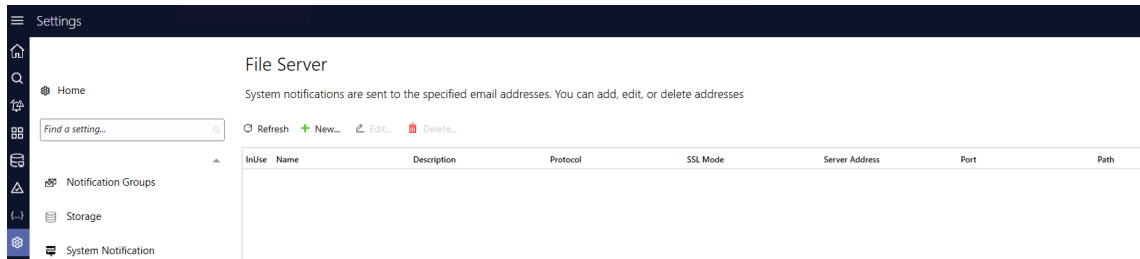 Settings
File Server
System notifications are sent to the specified email addresses. You can add, edit, or delete addresses
Home
Find a setting...
Refresh New... Edit... Delete...
InUse Name Description Protocol SSL Mode Server Address Port Path
Notification Groups
Storage
System Notification